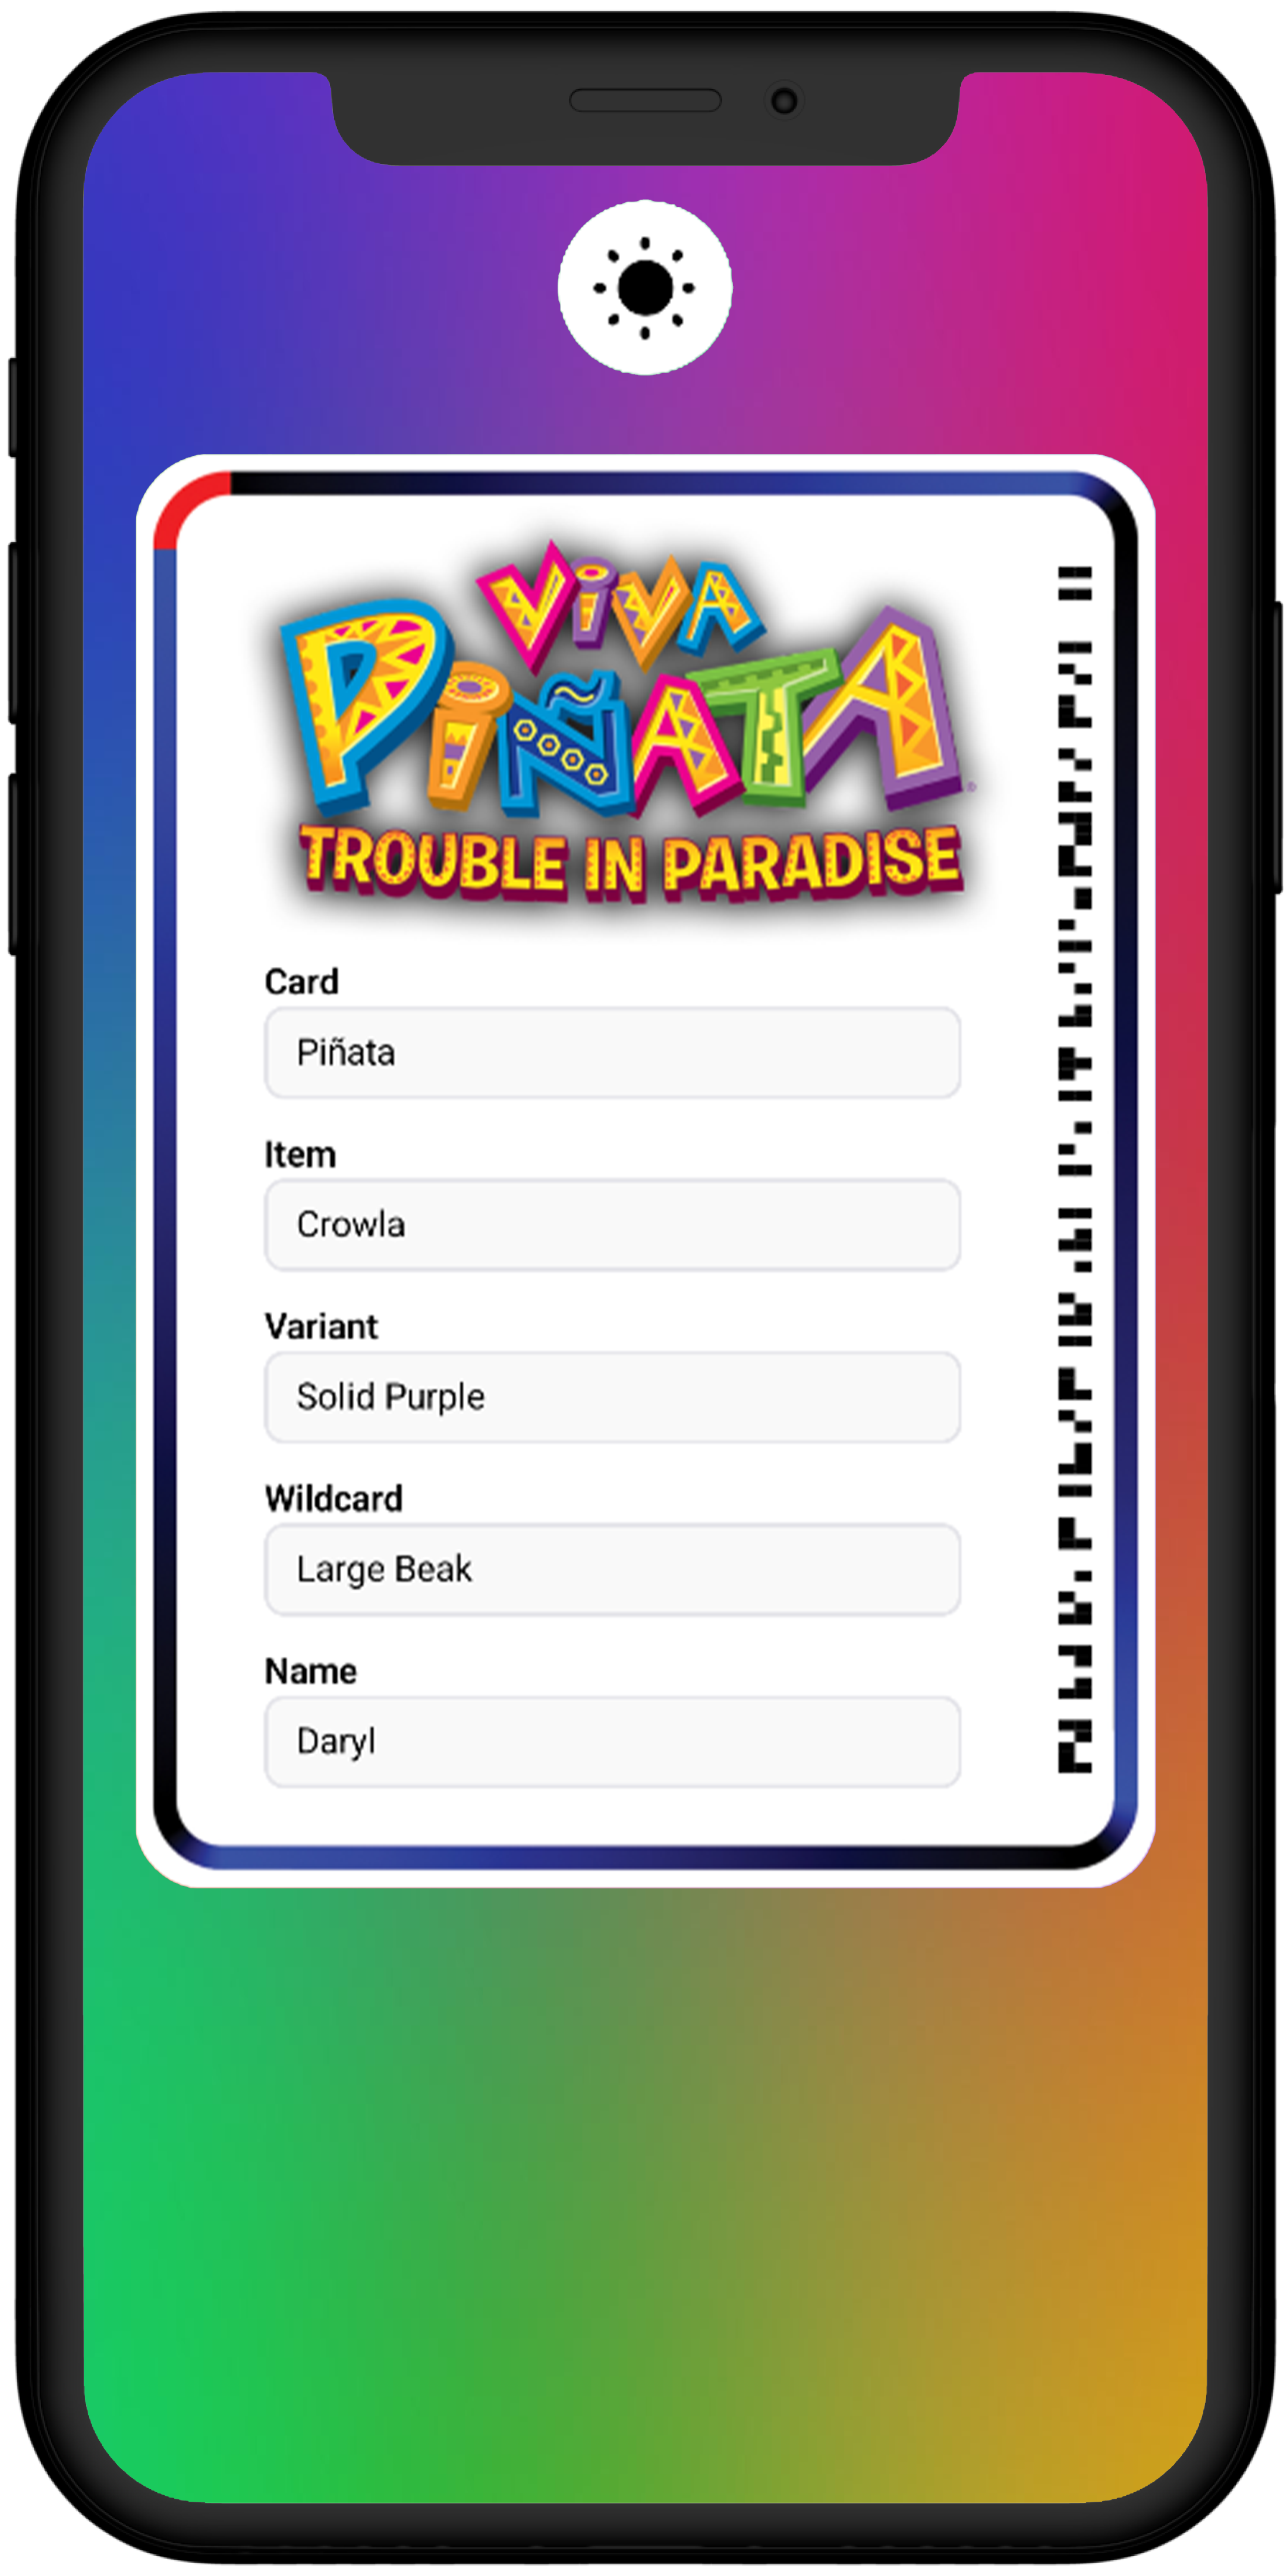 ViVA
PiÑATA
TROUBLE IN PARADISE
Card
Piñata
Item
Crowla
Variant
Solid Purple
Wildcard
Large Beak
Name
Daryl